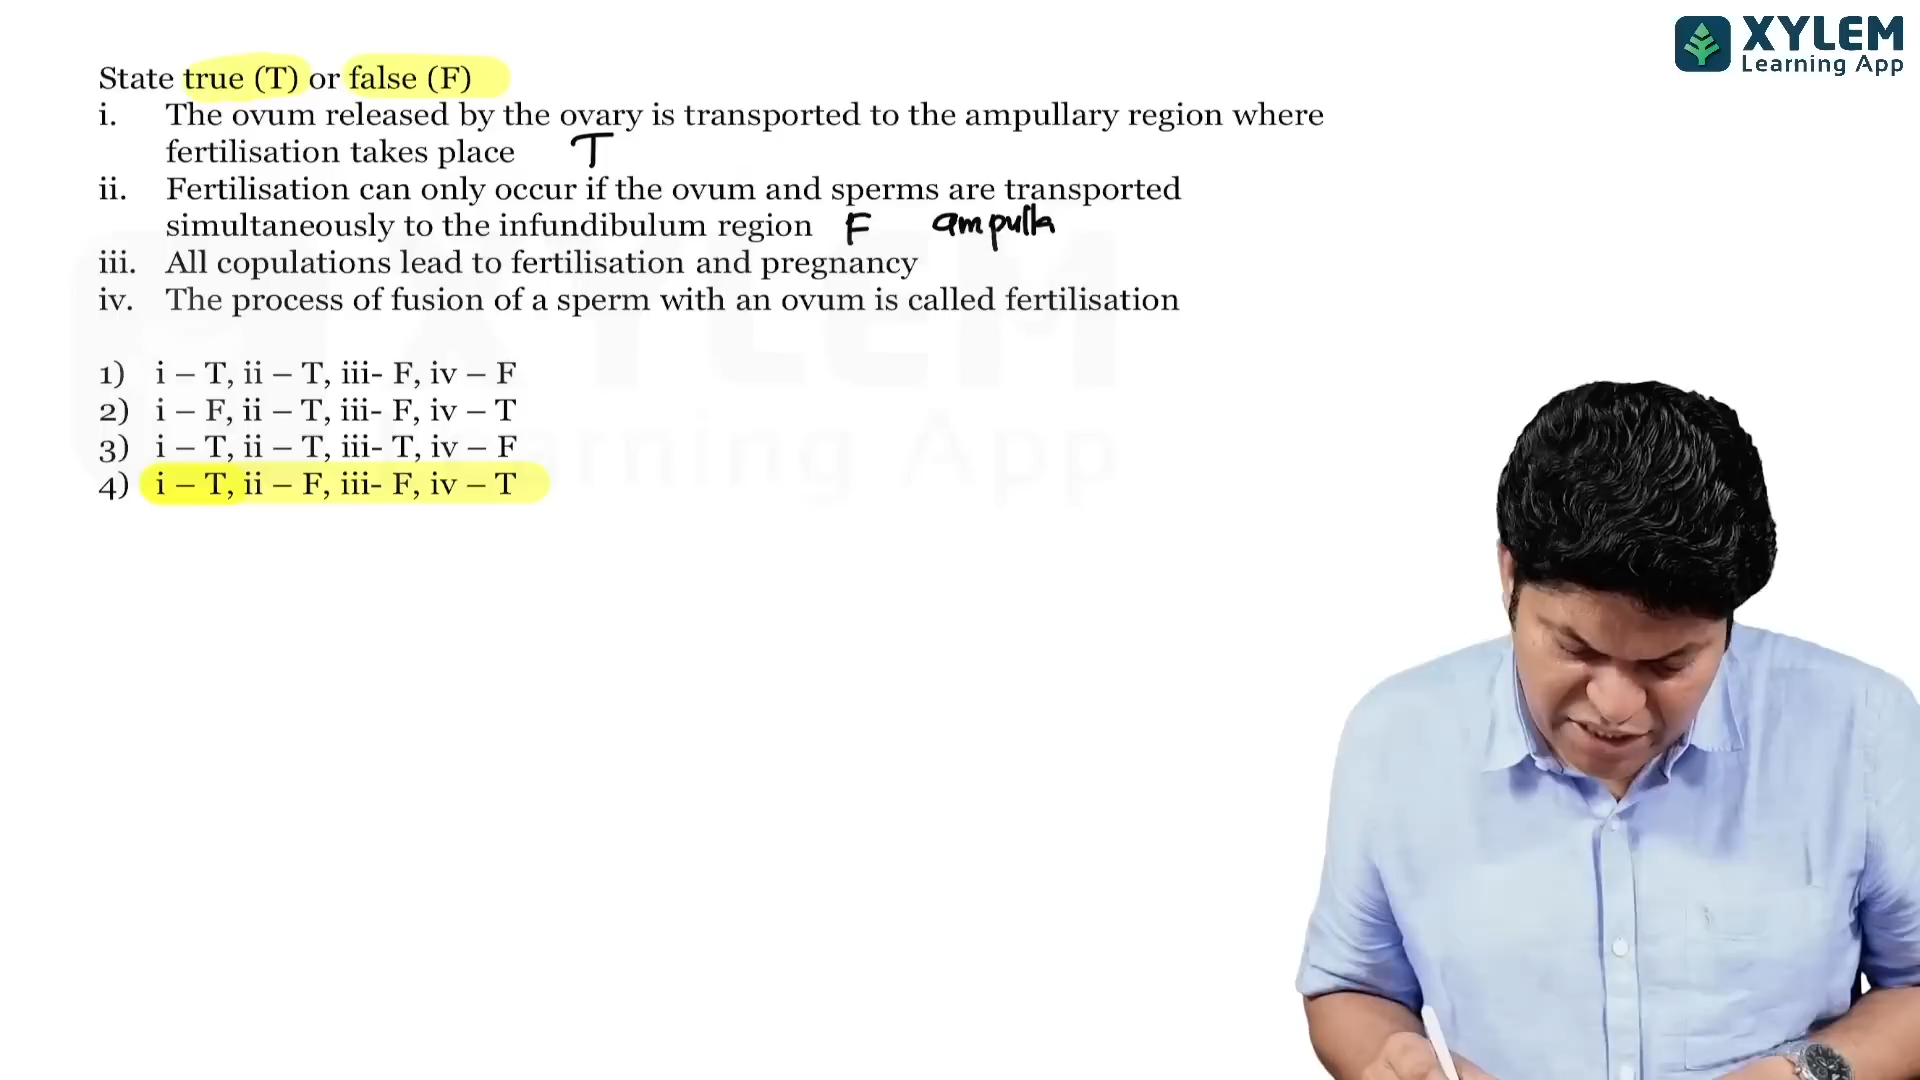 XYLEM
Learning App
State true (T) or false (F)
i. The ovum released by the ovary is transported to the ampullary region where
fertilisation takes place T
ii. Fertilisation can only occur if the ovum and sperms are transported
simultaneously to the infundibulum region F ampulla
iii. All copulations lead to fertilisation and pregnancy
iv. The process of fusion of a sperm with an ovum is called fertilisation
1) i – T, ii – T, iii- F, iv – F
2) i – F, ii – T, iii- F, iv – T
3) i – T, ii – T, iii- T, iv – F
4) i – T, ii – F, iii- F, iv – T
XYLEM
Learning App